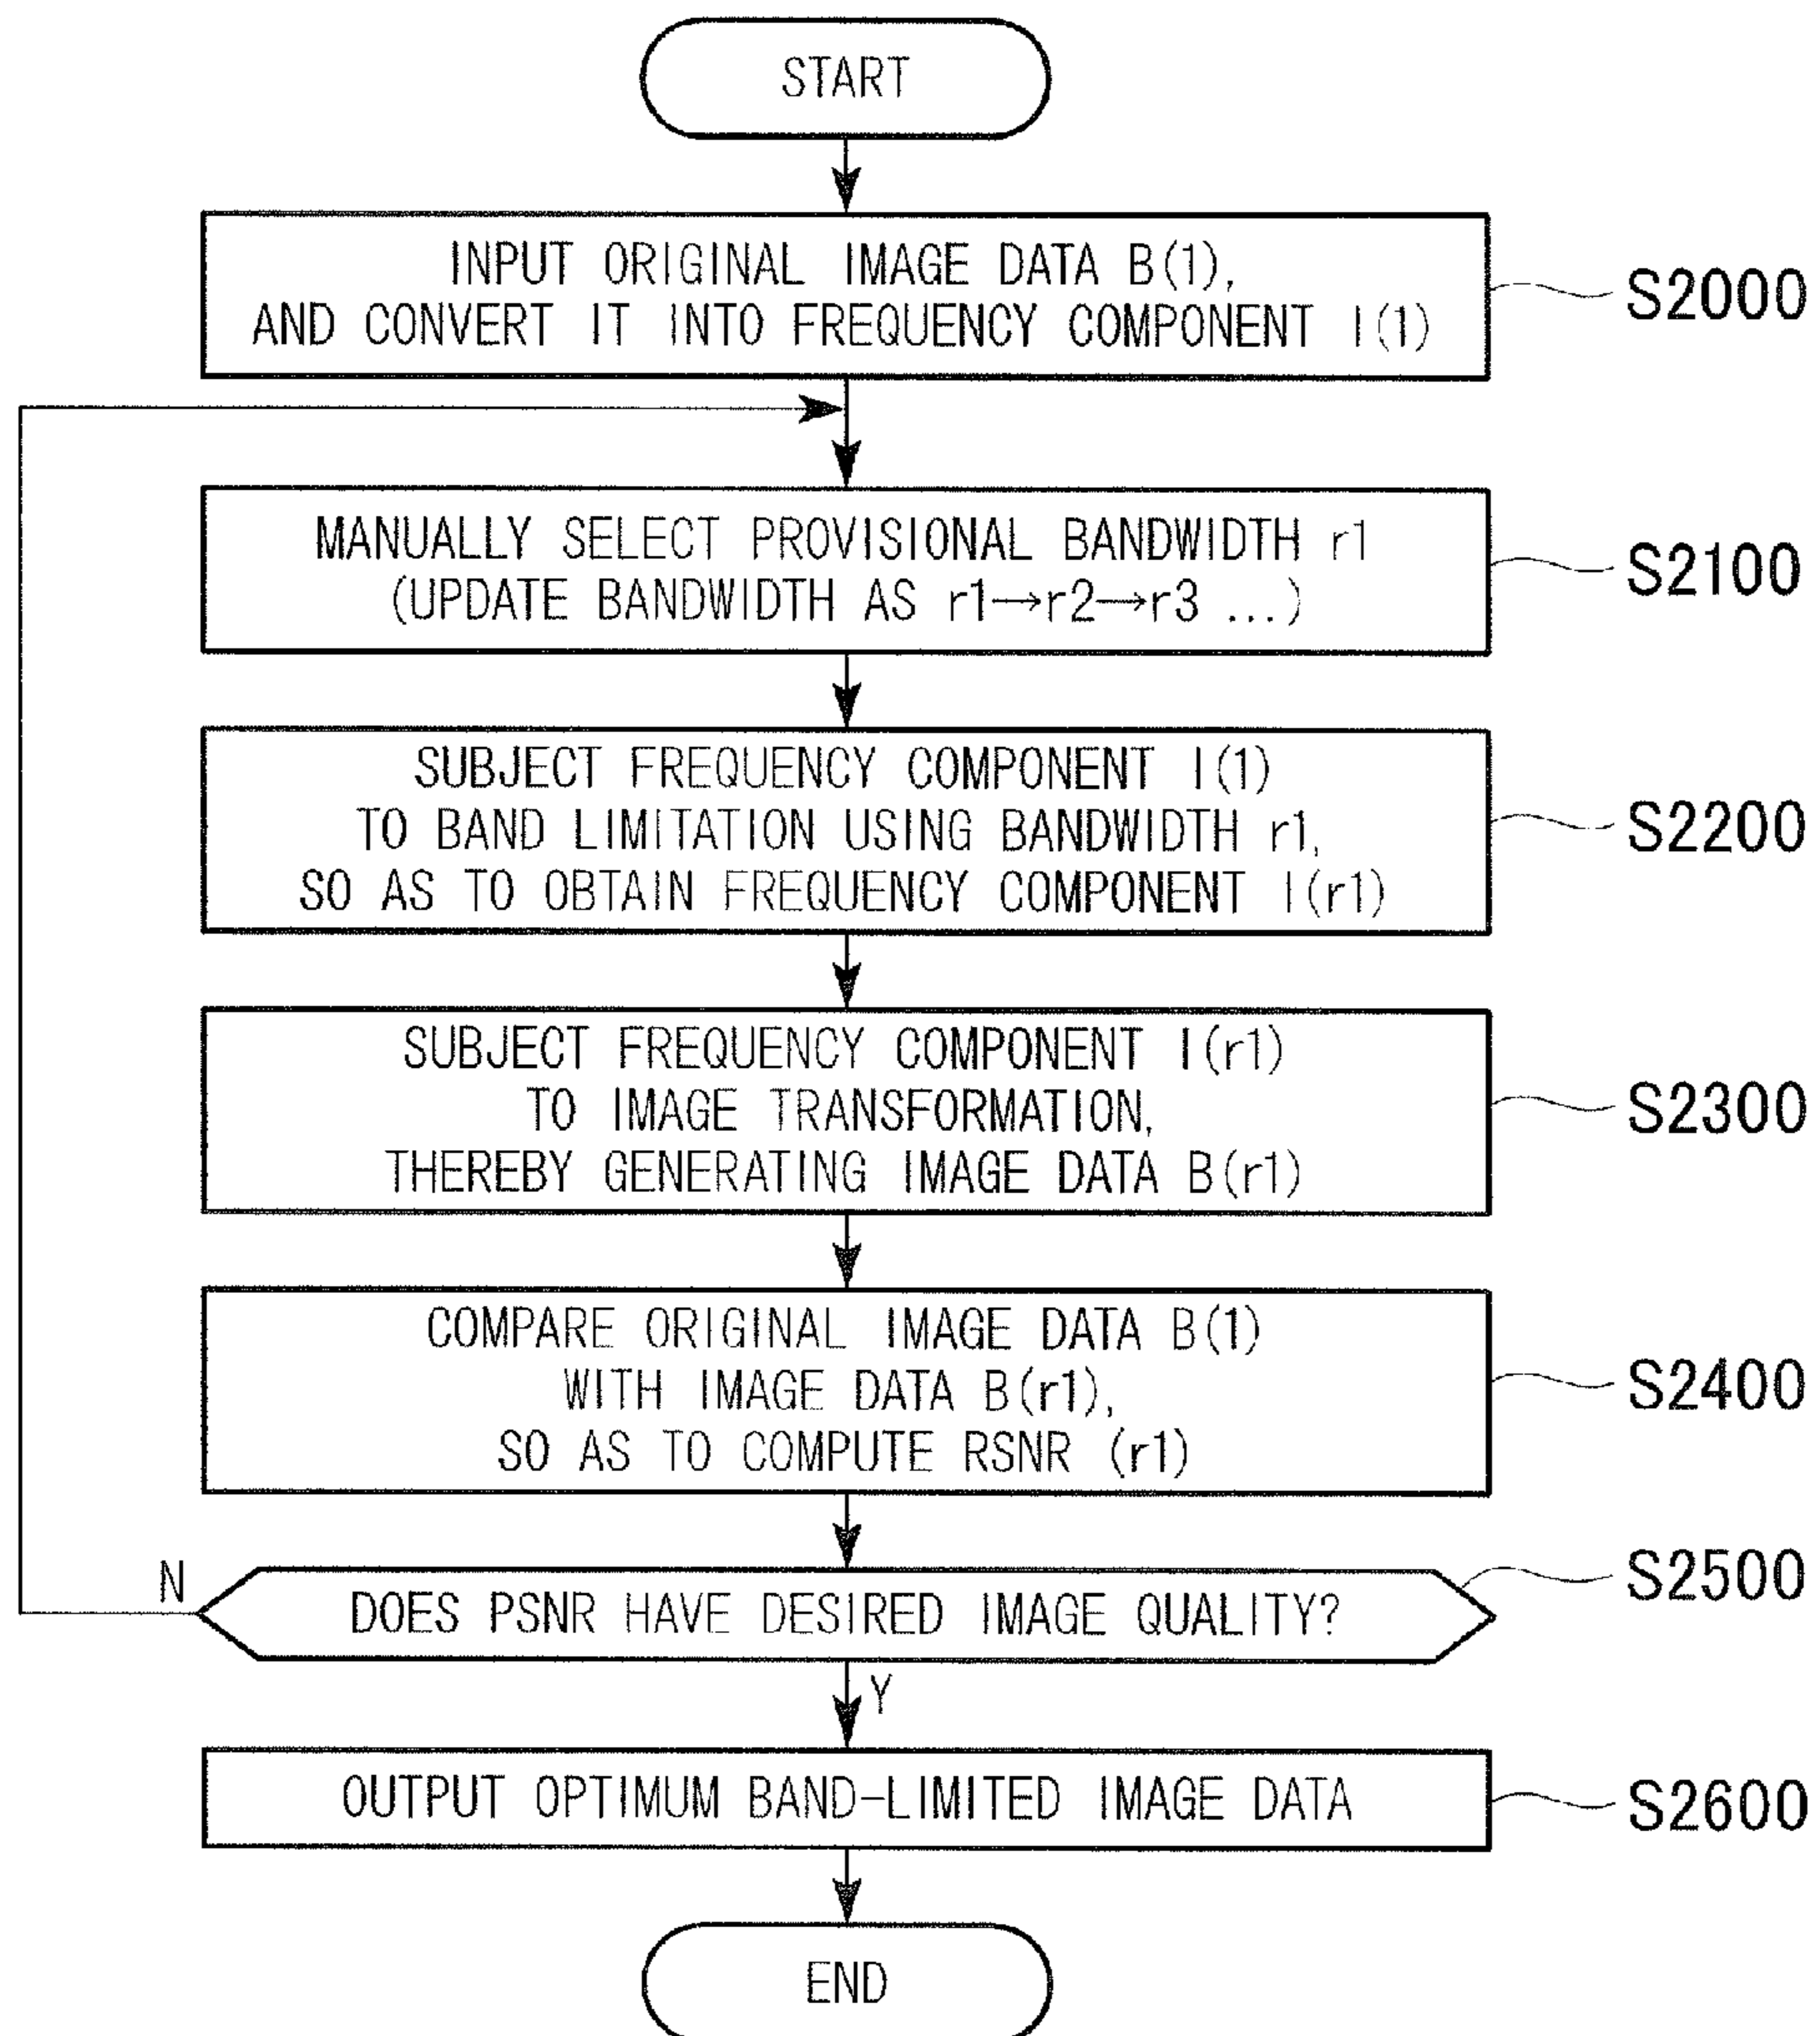 START
INPUT ORIGINAL IMAGE DATA B(1),
AND CONVERT IT INTO FREQUENCY COMPONENT I(1)
S2000
MANUALLY SELECT PROVISIONAL BANDWIDTH r1
(UPDATE BANDWIDTH AS r1→r2→r3 ...)
S2100
SUBJECT FREQUENCY COMPONENT I(1)
TO BAND LIMITATION USING BANDWIDTH r1,
SO AS TO OBTAIN FREQUENCY COMPONENT I(r1)
S2200
SUBJECT FREQUENCY COMPONENT I(r1)
TO IMAGE TRANSFORMATION,
THEREBY GENERATING IMAGE DATA B(r1)
S2300
COMPARE ORIGINAL IMAGE DATA B(1)
WITH IMAGE DATA B(r1),
SO AS TO COMPUTE RSNR (r1)
S2400
N
DOES PSNR HAVE DESIRED IMAGE QUALITY?
S2500
Y
OUTPUT OPTIMUM BAND-LIMITED IMAGE DATA
S2600
END